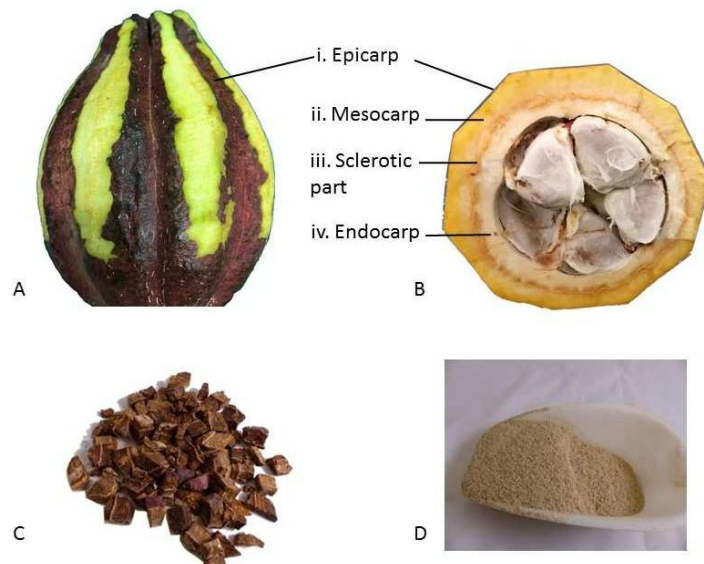 i. Epicarp
ii. Mesocarp
iii. Sclerotic
part
iv. Endocarp
A
B
C
D